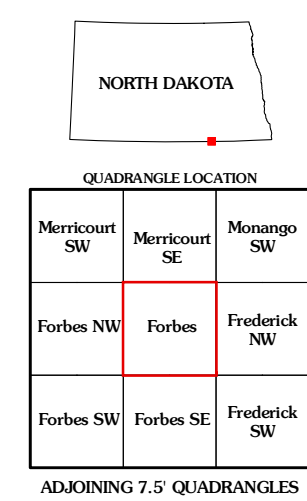 NORTH DAKOTA
QUADRANGLE LOCATION
Merricourt
SW
Merricourt
SE
Monango
SW
Forbes NW
Forbes
Frederick
NW
Forbes SW
Forbes SE
Frederick
SW
ADJOINING 7.5' QUADRANGLES